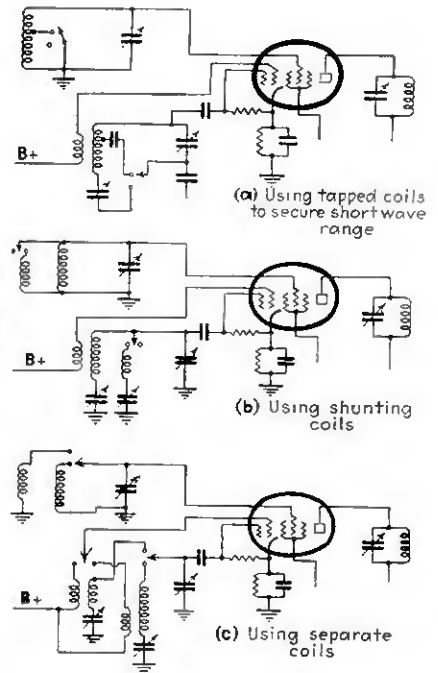 B+
(a) Using tapped coils
to secure short wave
range
B+
(b) Using shunting
coils
B+
(c) Using separate
coils